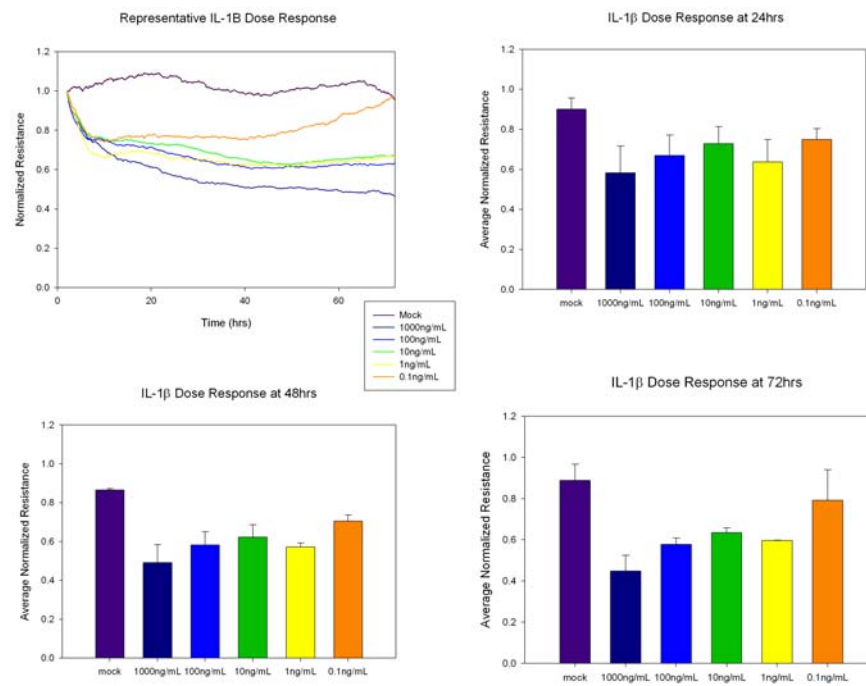 Representative IL-1B Dose Response
Normalized Resistance
1.2
1.0
0.8
0.6
0.4
0.2
0.0
0
20
40
60
Time (hrs)
Mock
1000ng/mL
100ng/mL
10ng/mL
1ng/mL
0.1ng/mL
IL-1β Dose Response at 24hrs
Average Normalized Resistance
1.2
1.0
0.8
0.6
0.4
0.2
0.0
mock 1000ng/mL 100ng/mL 10ng/mL 1ng/mL 0.1ng/mL
IL-1β Dose Response at 48hrs
Average Normalized Resistance
1.2
1.0
0.8
0.6
0.4
0.2
0.0
mock 1000ng/mL 100ng/mL 10ng/mL 1ng/mL 0.1ng/mL
IL-1β Dose Response at 72hrs
Average Normalized Resistance
1.2
1.0
0.8
0.6
0.4
0.2
0.0
mock 1000ng/mL 100ng/mL 10ng/mL 1ng/mL 0.1ng/mL